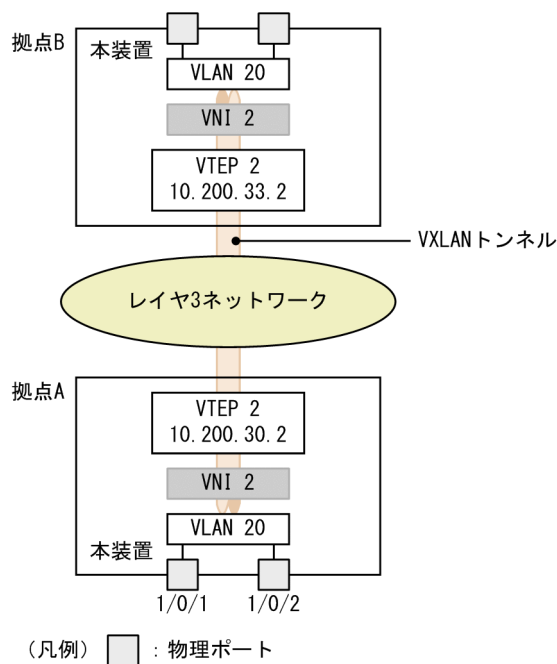 拠点B
本装置
VLAN 20
VNI 2
VTEP 2
10.200.33.2
VXLANトンネル
レイヤ3ネットワーク
拠点A
VTEP 2
10.200.30.2
VNI 2
VLAN 20
本装置
1/0/1 1/0/2
(凡例) : 物理ポート